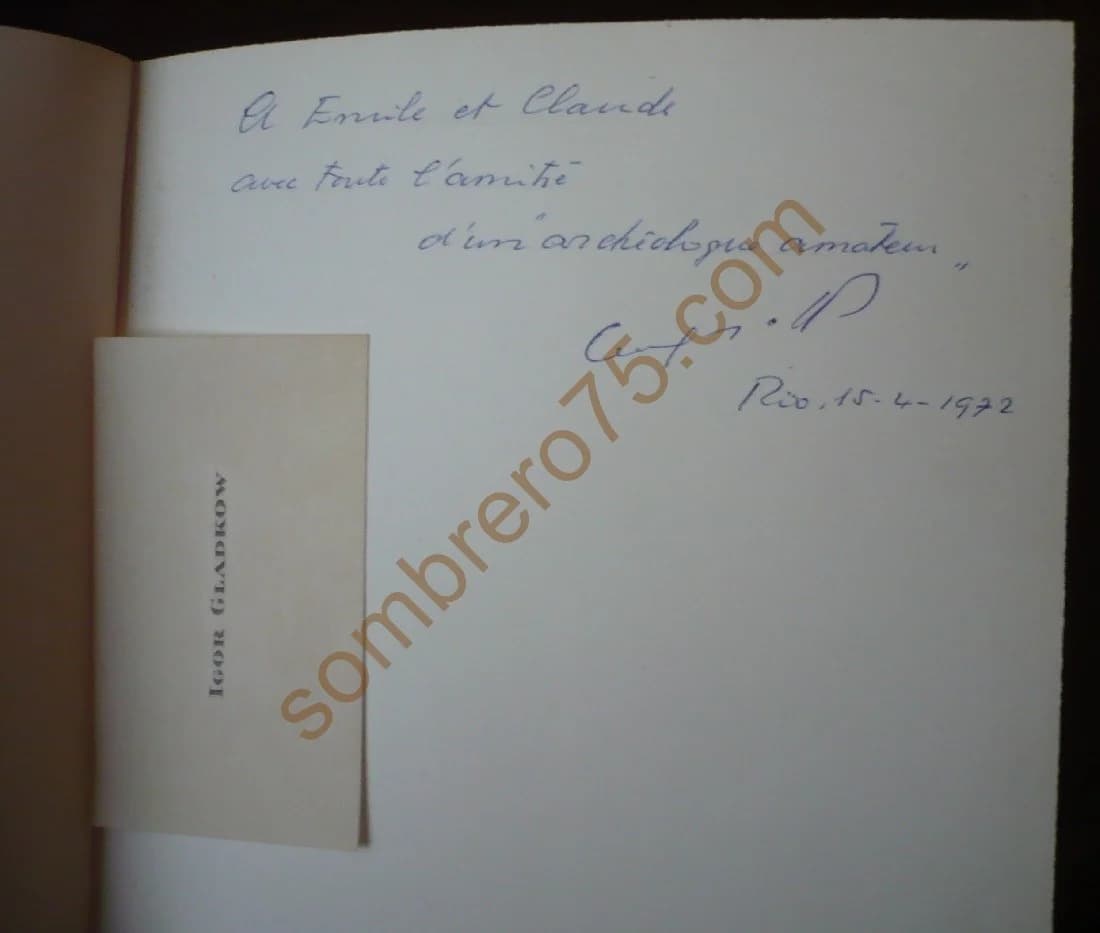 A Emile et Claude
avec toute l'amitié
d'un "archéologue amateur"
Rio, 15-4-1972
IGOR GLADKOW
sombrero75.com